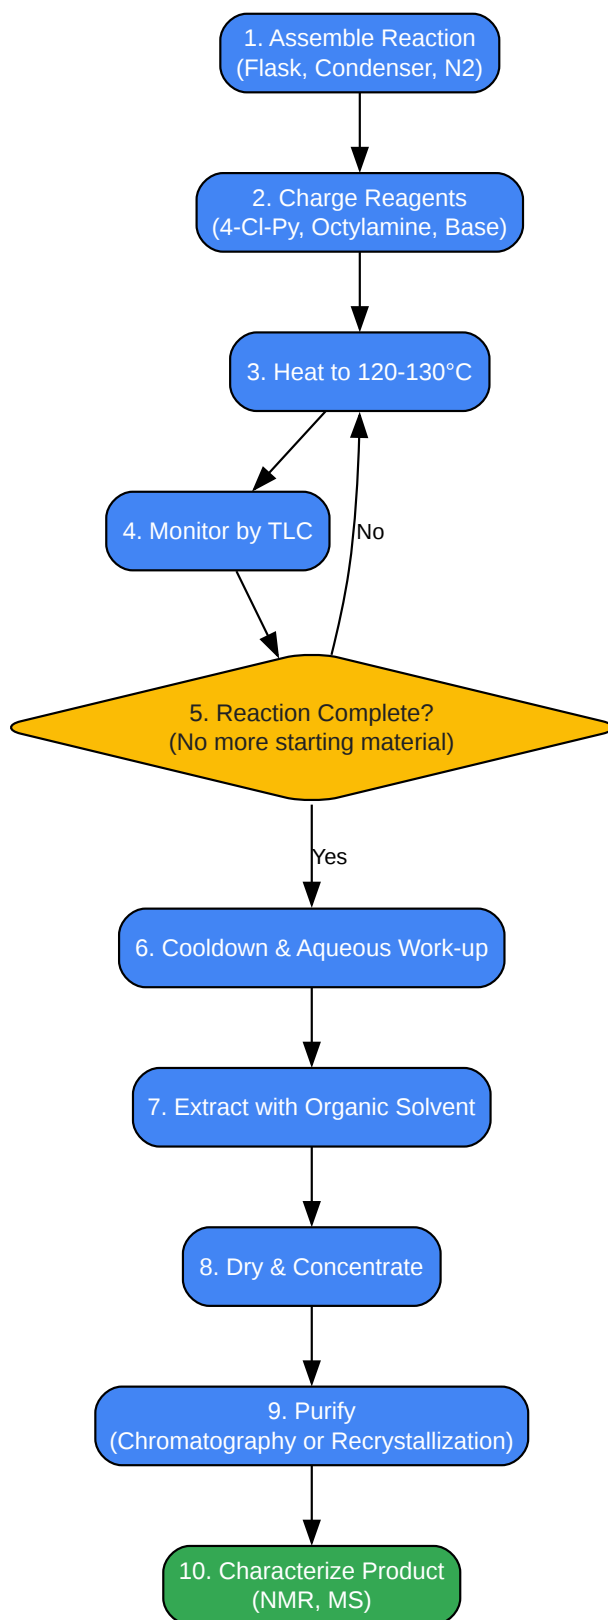 1. Assemble Reaction
(Flask, Condenser, N2)
2. Charge Reagents
(4-Cl-Py, Octylamine, Base)
3. Heat to 120-130°C
4. Monitor by TLC
No
5. Reaction Complete?
(No more starting material)
Yes
6. Cooldown & Aqueous Work-up
7. Extract with Organic Solvent
8. Dry & Concentrate
9. Purify
(Chromatography or Recrystallization)
10. Characterize Product
(NMR, MS)